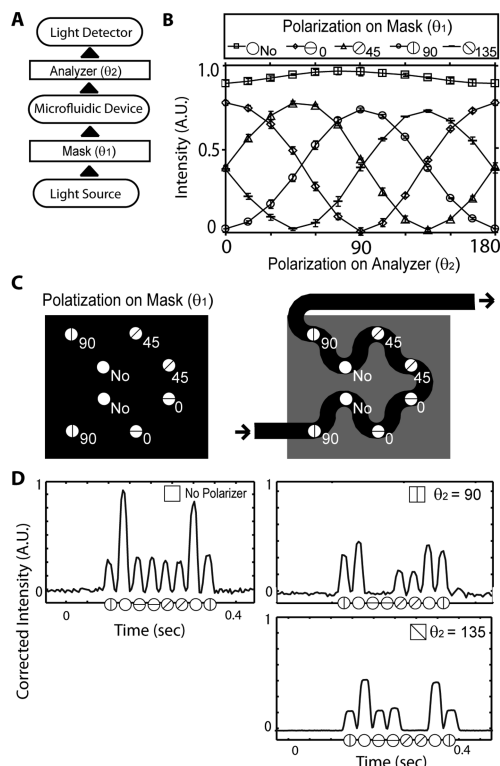 A
Light Detector
Analyzer (θ2)
Microfluidic Device
Mask (θ1)
Light Source
B
Polarization on Mask (θ1)
No 0 45 90 135
Intensity (A.U.)
1.0
0.5
0
0 90 180
Polarization on Analyzer (θ2)
C
Polatization on Mask (θ1)
90
45
No
45
No
0
90
0
90
45
No
45
No
0
90
0
D
Corrected Intensity (A.U.)
1
0
No Polarizer
0 0.4
Time (sec)
1
0
θ2 = 90
1
0
θ2 = 135
0 0.4
Time (sec)